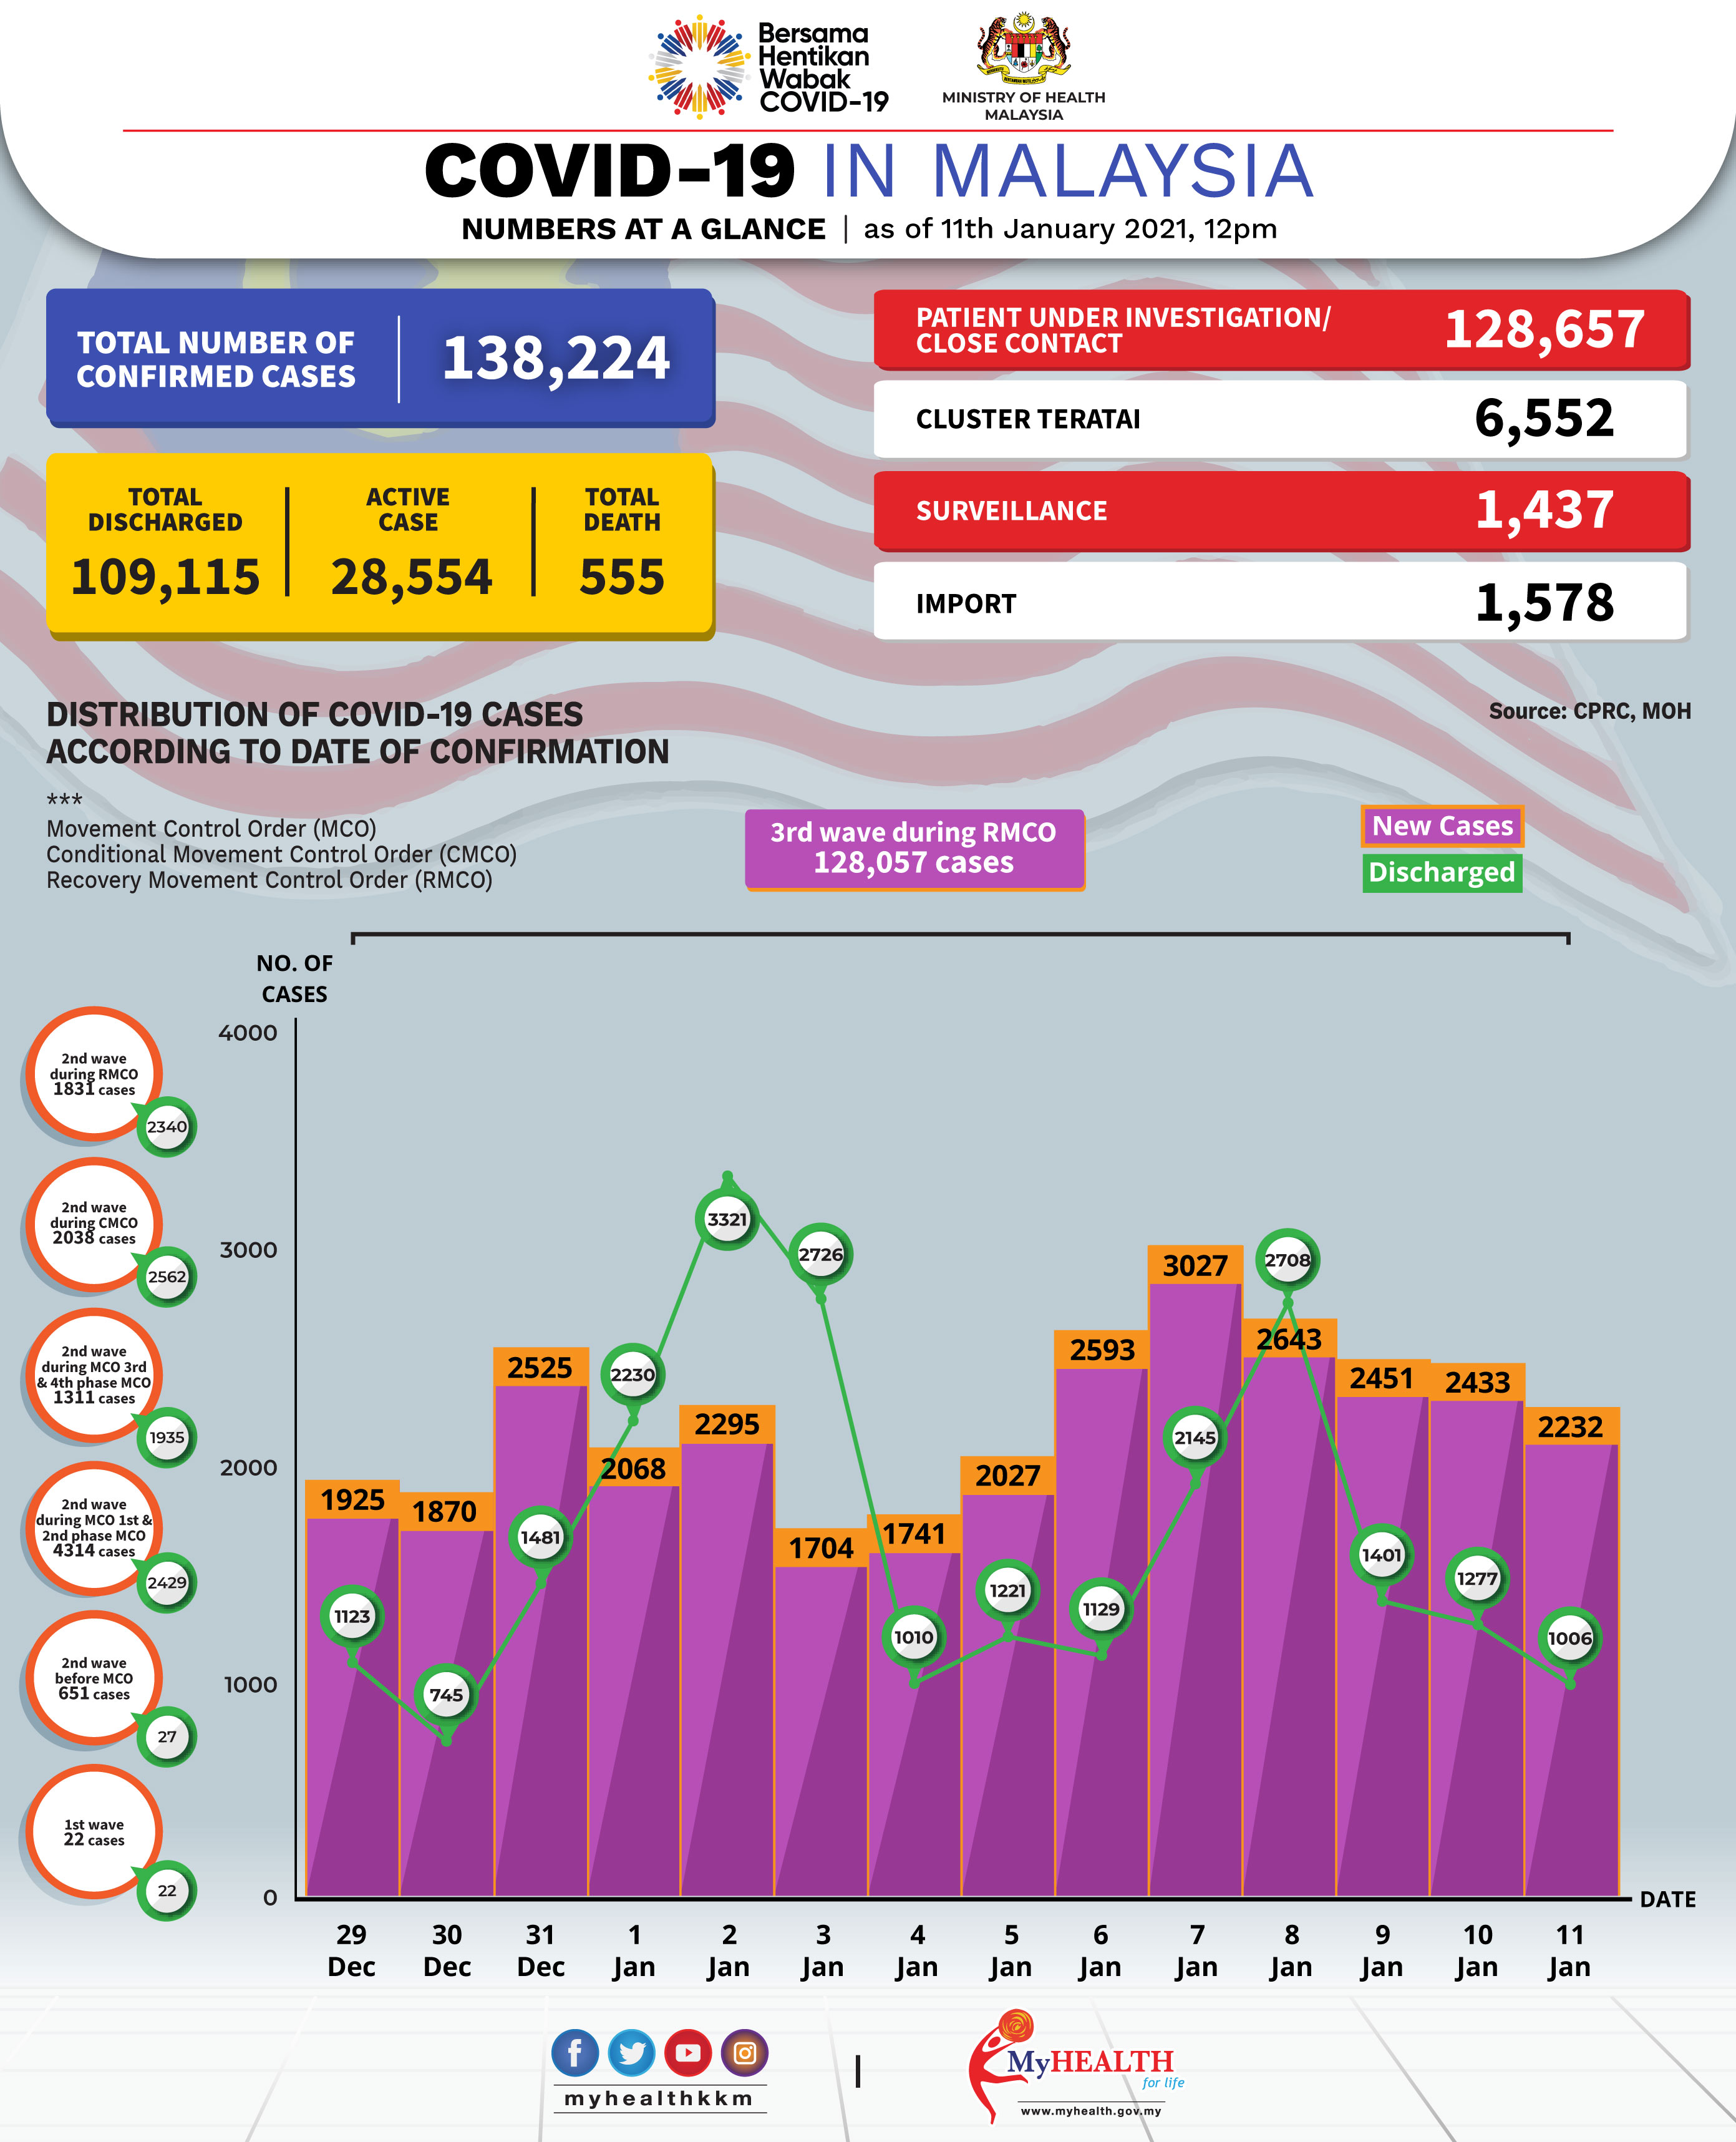 Bersama
Hentikan
Wabak
COVID-19
MINISTRY OF HEALTH
MALAYSIA
COVID-19 IN MALAYSIA
NUMBERS AT A GLANCE | as of 11th January 2021, 12pm
TOTAL NUMBER OF
CONFIRMED CASES
138,224
TOTAL
DISCHARGED
109,115
ACTIVE
CASE
28,554
TOTAL
DEATH
555
PATIENT UNDER INVESTIGATION/
CLOSE CONTACT
128,657
CLUSTER TERATAI
6,552
SURVEILLANCE
1,437
IMPORT
1,578
Source: CPRC, MOH
DISTRIBUTION OF COVID-19 CASES
ACCORDING TO DATE OF CONFIRMATION
***
Movement Control Order (MCO)
Conditional Movement Control Order (CMCO)
Recovery Movement Control Order (RMCO)
3rd wave during RMCO
128,057 cases
New Cases
Discharged
NO. OF
CASES
4000
3000
2000
1000
0
2nd wave
during RMCO
1831 cases
2340
2nd wave
during CMCO
2038 cases
2562
2nd wave
during MCO 3rd
& 4th phase MCO
1311 cases
1935
2nd wave
during MCO 1st &
2nd phase MCO
4314 cases
2429
2nd wave
before MCO
651 cases
27
1st wave
22 cases
22
1925
1870
2525
2068
2295
1704
1741
2027
2593
3027
2643
2451
2433
2232
1123
745
1481
2230
3321
2726
1010
1221
1129
2145
2708
1401
1277
1006
29
Dec
30
Dec
31
Dec
1
Jan
2
Jan
3
Jan
4
Jan
5
Jan
6
Jan
7
Jan
8
Jan
9
Jan
10
Jan
11
Jan
DATE
myhealthkkm
MyHEALTH
for life
www.myhealth.gov.my